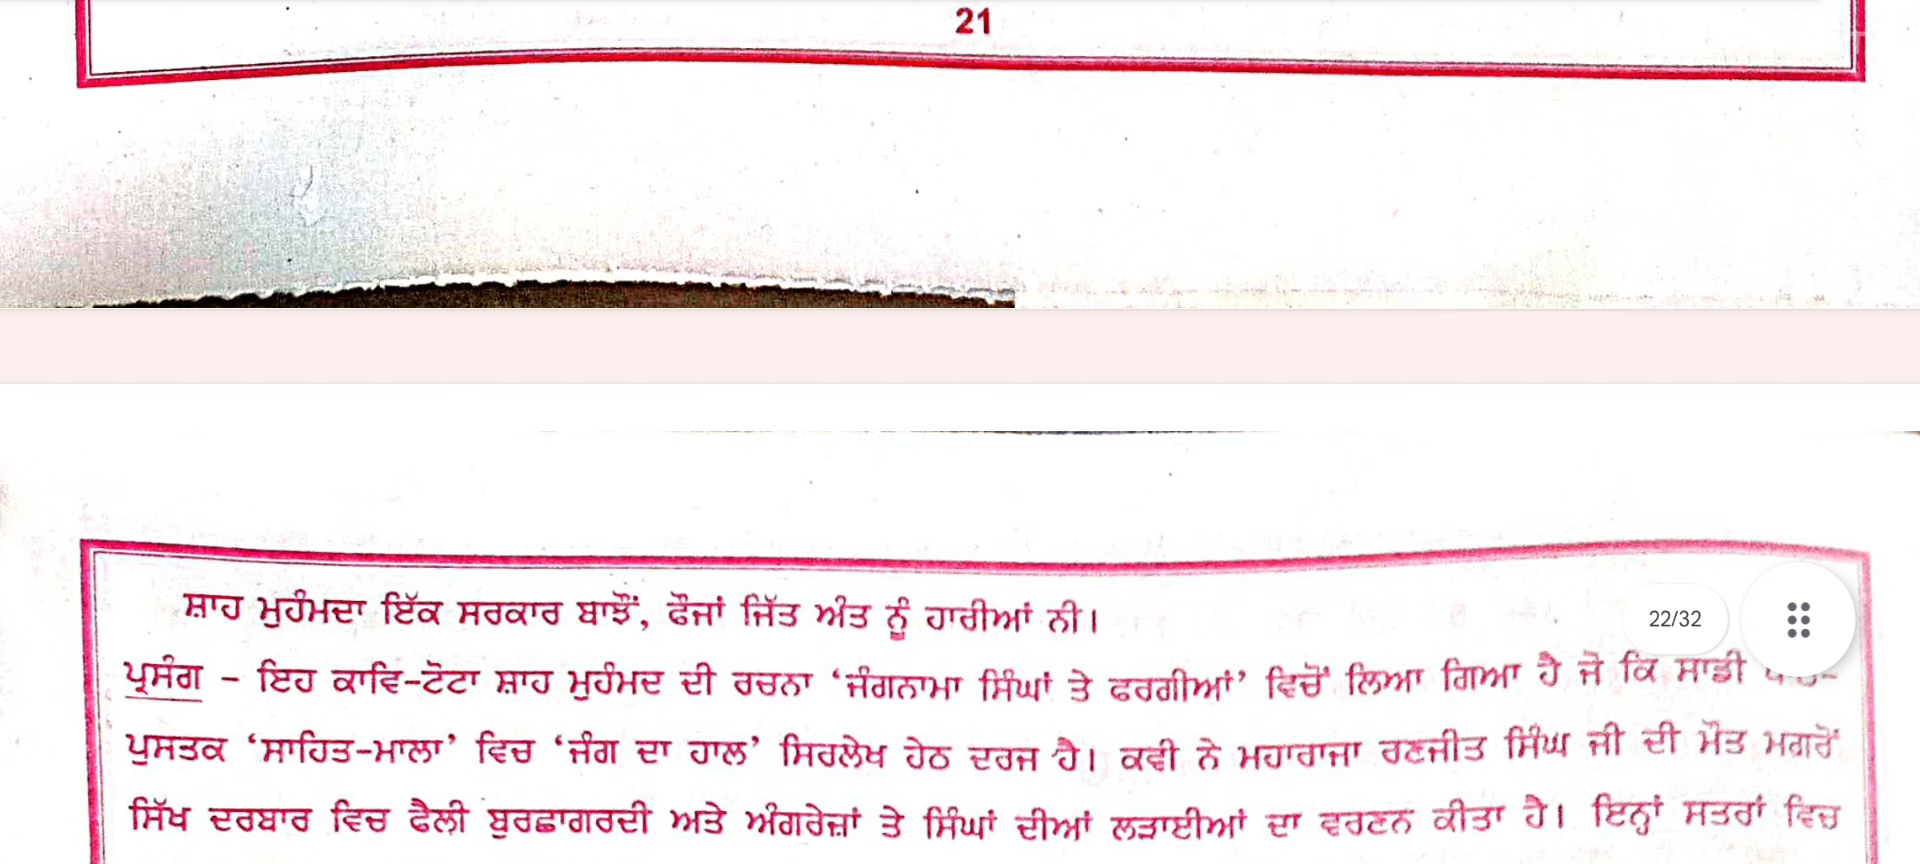 21
ਸ਼ਾਹ ਮੁਹੰਮਦਾ ਇੱਕ ਸਰਕਾਰ ਬਾਝੋਂ, ਫੌਜਾਂ ਜਿੱਤ ਅੰਤ ਨੂੰ ਹਾਰੀਆਂ ਨੀ।
22/32
ਪ੍ਰਸੰਗ – ਇਹ ਕਾਵਿ-ਟੋਟਾ ਸ਼ਾਹ ਮੁਹੰਮਦ ਦੀ ਰਚਨਾ ‘ਜੰਗਨਾਮਾ ਸਿੰਘਾਂ ਤੇ ਫਰਗੀਆਂ’ ਵਿਚੋਂ ਲਿਆ ਗਿਆ ਹੈ ਜੋ ਕਿ ਸਾਡੀ
ਪੁਸਤਕ ‘ਸਾਹਿਤ-ਮਾਲਾ’ ਵਿਚ ‘ਜੰਗ ਦਾ ਹਾਲ’ ਸਿਰਲੇਖ ਹੇਠ ਦਰਜ ਹੈ। ਕਵੀ ਨੇ ਮਹਾਰਾਜਾ ਰਣਜੀਤ ਸਿੰਘ ਜੀ ਦੀ ਮੌਤ ਮਗਰੋਂ
ਸਿੱਖ ਦਰਬਾਰ ਵਿਚ ਫੈਲੀ ਬੁਰਛਾਗਰਦੀ ਅਤੇ ਅੰਗਰੇਜ਼ਾਂ ਤੇ ਸਿੰਘਾਂ ਦੀਆਂ ਲੜਾਈਆਂ ਦਾ ਵਰਣਨ ਕੀਤਾ ਹੈ। ਇਨ੍ਹਾਂ ਸਤਰਾਂ ਵਿਚ